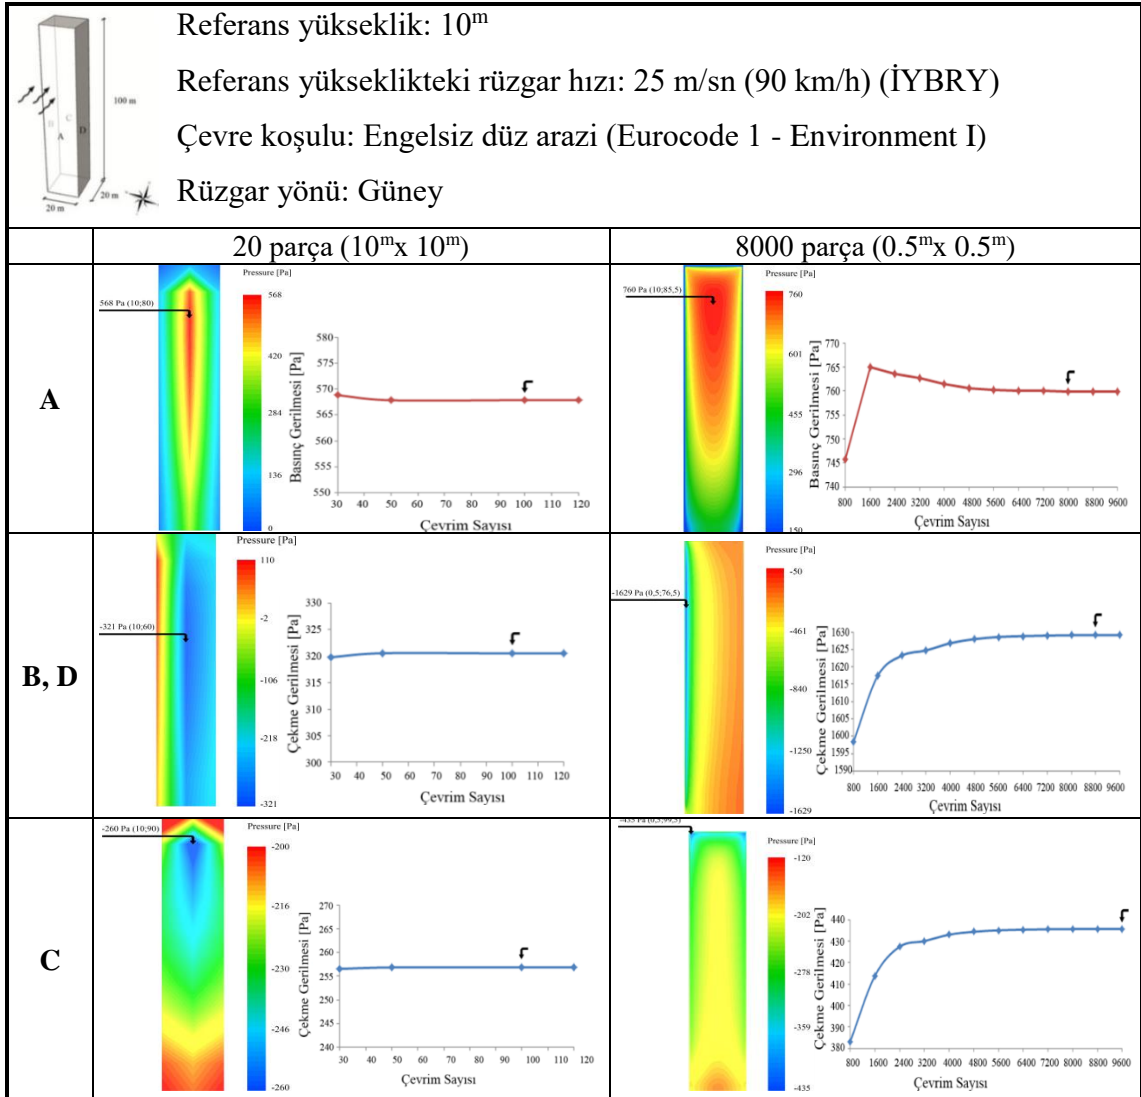 100 m
B
C
A
D
20 m
20 m
Referans yükseklik: 10ᵐ
Referans yükseklikteki rüzgar hızı: 25 m/sn (90 km/h) (İYBRY)
Çevre koşulu: Engelsiz düz arazi (Eurocode 1 - Environment I)
Rüzgar yönü: Güney
20 parça (10ᵐx 10ᵐ)
8000 parça (0.5ᵐx 0.5ᵐ)
A
568 Pa (10;80)
Pressure [Pa]
568
420
284
136
0
Basınç Gerilmesi [Pa]
580
575
570
565
560
555
550
30 40 50 60 70 80 90 100 110 120
Çevrim Sayısı
760 Pa (10;85,5)
Pressure [Pa]
760
601
455
296
150
Basınç Gerilmesi [Pa]
770
765
760
755
750
745
740
800 1600 2400 3200 4000 4800 5600 6400 7200 8000 8800 9600
Çevrim Sayısı
B, D
-321 Pa (10;60)
Pressure [Pa]
110
-2
-106
-218
-321
Çekme Gerilmesi [Pa]
330
325
320
315
310
305
300
30 40 50 60 70 80 90 100 110 120
Çevrim Sayısı
-1629 Pa (0,5;76,5)
Pressure [Pa]
-50
-461
-840
-1250
-1629
Çekme Gerilmesi [Pa]
1630
1625
1620
1615
1610
1605
1600
1595
1590
800 1600 2400 3200 4000 4800 5600 6400 7200 8000 8800 9600
Çevrim Sayısı
C
-260 Pa (10;90)
Pressure [Pa]
-200
-216
-230
-246
-260
Çekme Gerilmesi [Pa]
270
265
260
255
250
245
240
30 40 50 60 70 80 90 100 110 120
Çevrim Sayısı
-435 Pa (0,5;99,5)
Pressure [Pa]
-120
-202
-278
-359
-435
Çekme Gerilmesi [Pa]
440
430
420
410
400
390
380
800 1600 2400 3200 4000 4800 5600 6400 7200 8000 8800 9600
Çevrim Sayısı